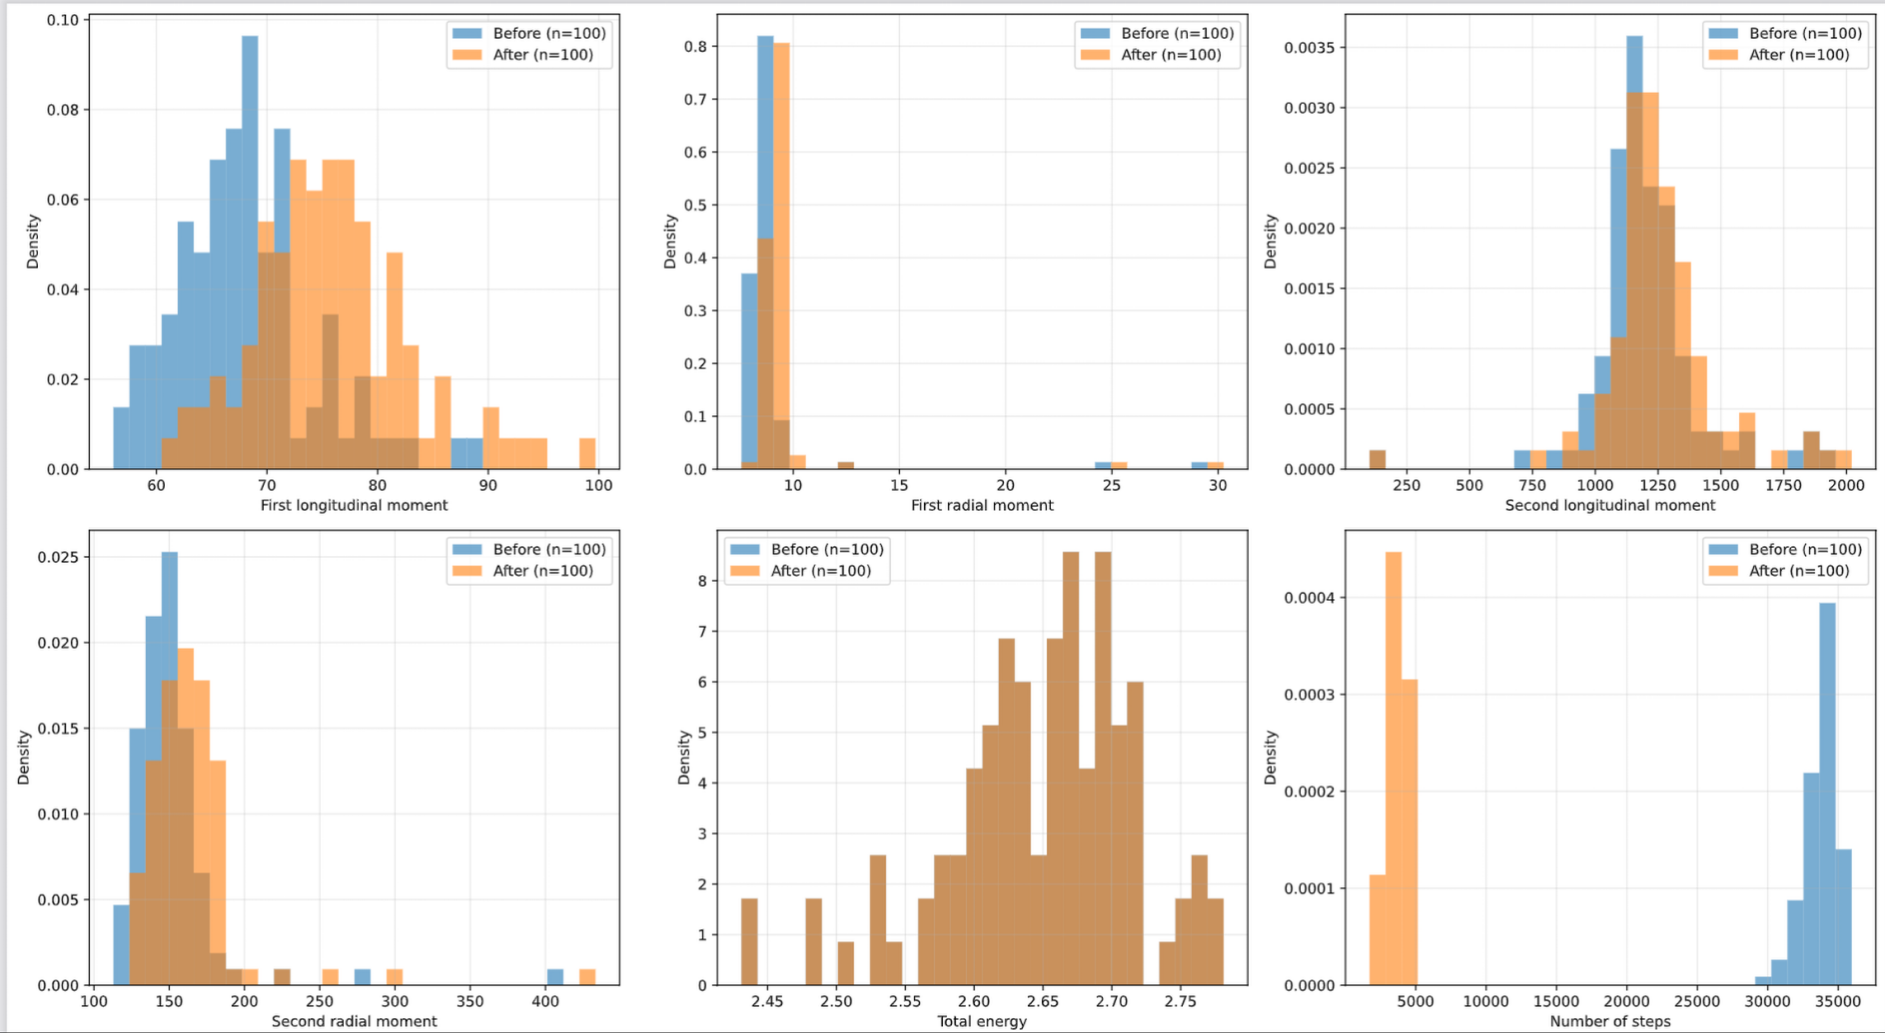 Before (n=100)
After (n=100)
0.10
0.08
0.06
0.04
0.02
0.00
Density
60 70 80 90 100
First longitudinal moment
Before (n=100)
After (n=100)
0.8
0.7
0.6
0.5
0.4
0.3
0.2
0.1
0.0
Density
10 15 20 25 30
First radial moment
Before (n=100)
After (n=100)
0.0035
0.0030
0.0025
0.0020
0.0015
0.0010
0.0005
0.0000
Density
250 500 750 1000 1250 1500 1750 2000
Second longitudinal moment
Before (n=100)
After (n=100)
0.025
0.020
0.015
0.010
0.005
0.000
Density
100 150 200 250 300 350 400
Second radial moment
Before (n=100)
After (n=100)
8
7
6
5
4
3
2
1
0
Density
2.45 2.50 2.55 2.60 2.65 2.70 2.75
Total energy
Before (n=100)
After (n=100)
0.0004
0.0003
0.0002
0.0001
0.0000
Density
5000 10000 15000 20000 25000 30000 35000
Number of steps